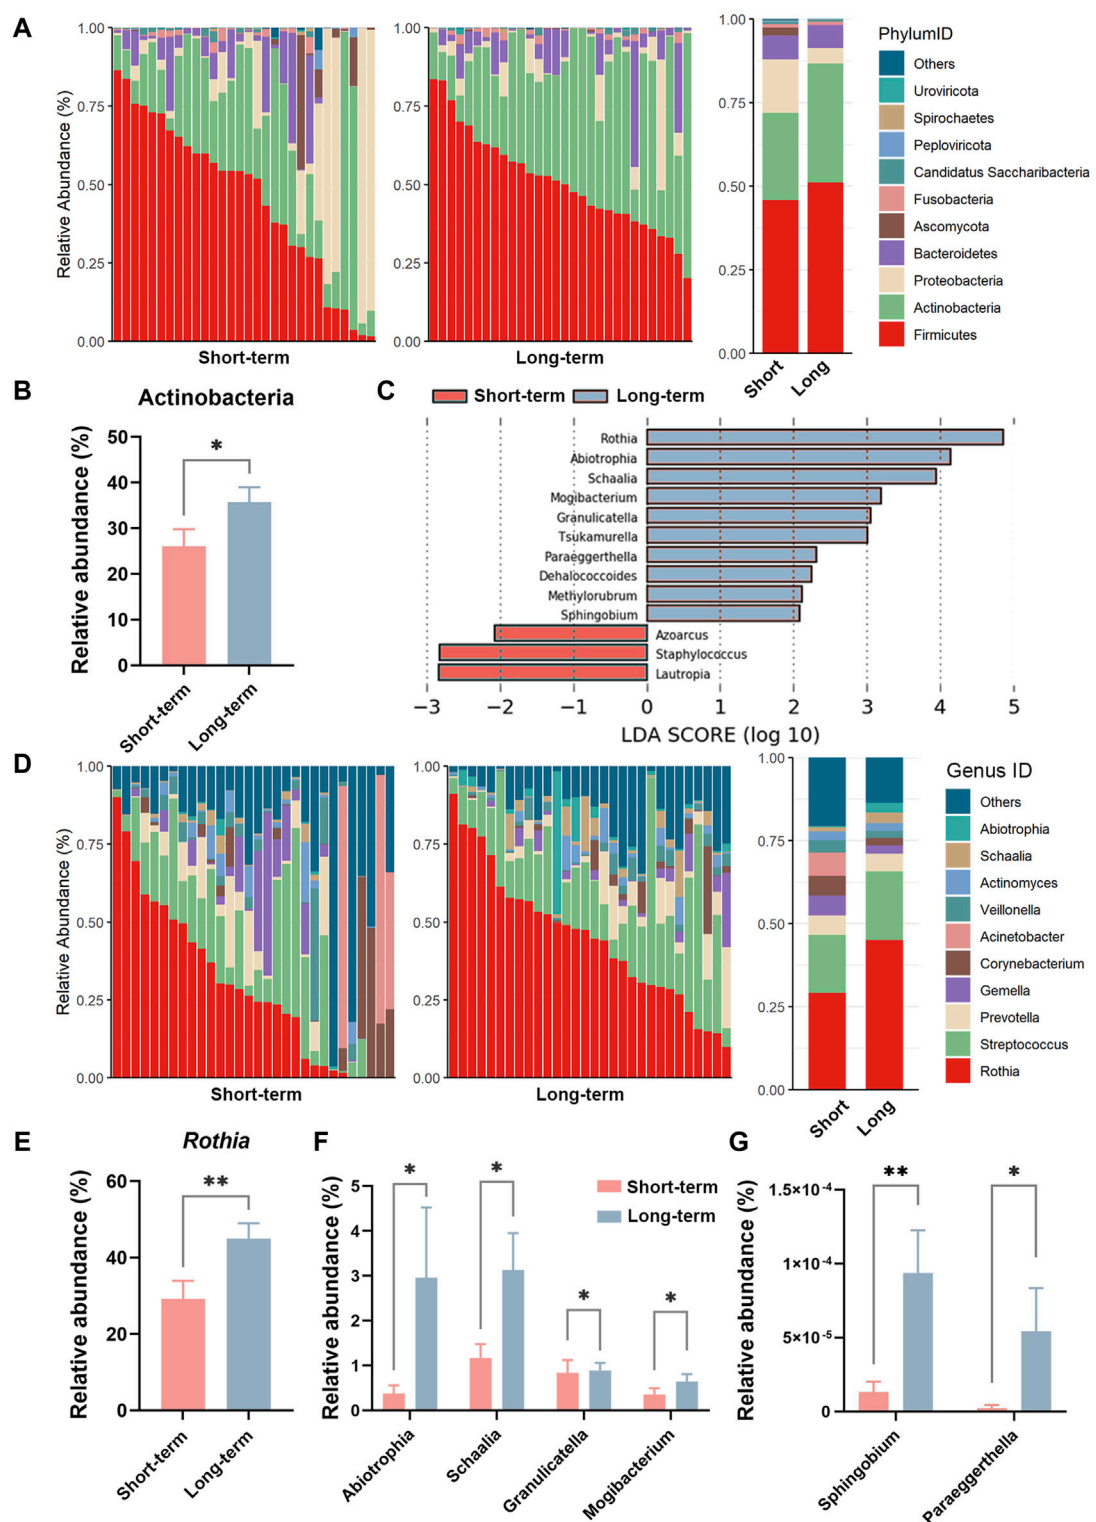 A
Relative Abundance (%)
1.00
0.75
0.50
0.25
0.00
Short-term
1.00
0.75
0.50
0.25
0.00
Long-term
1.00
0.75
0.50
0.25
0.00
Short
Long
PhylumID
Others
Uroviricota
Spirochaetes
Peploviricota
Candidatus Saccharibacteria
Fusobacteria
Ascomycota
Bacteroidetes
Proteobacteria
Actinobacteria
Firmicutes
B
Actinobacteria
Relative abundance (%)
50
40
30
20
10
0
*
Short-term
Long-term
C
Short-term
Long-term
Rothia
Abiotrophia
Schaalia
Mogibacterium
Granulicatella
Tsukamurella
Paraeggerthella
Dehalococcoides
Methylorubrum
Sphingobium
Azoarcus
Staphylococcus
Lautropia
−3 −2 −1 0 1 2 3 4 5
LDA SCORE (log 10)
D
Relative Abundance (%)
1.00
0.75
0.50
0.25
0.00
Short-term
1.00
0.75
0.50
0.25
0.00
Long-term
1.00
0.75
0.50
0.25
0.00
Short
Long
Genus ID
Others
Abiotrophia
Schaalia
Actinomyces
Veillonella
Acinetobacter
Corynebacterium
Gemella
Prevotella
Streptococcus
Rothia
E
Rothia
Relative abundance (%)
60
40
20
0
**
Short-term
Long-term
F
Relative abundance (%)
5
4
3
2
1
0
* * * *
Short-term
Long-term
Abiotrophia
Schaalia
Granulicatella
Mogibacterium
G
Relative abundance (%)
1.5×10⁻⁴
1×10⁻⁴
5×10⁻⁵
0
** *
Sphingobium
Paraeggerthella